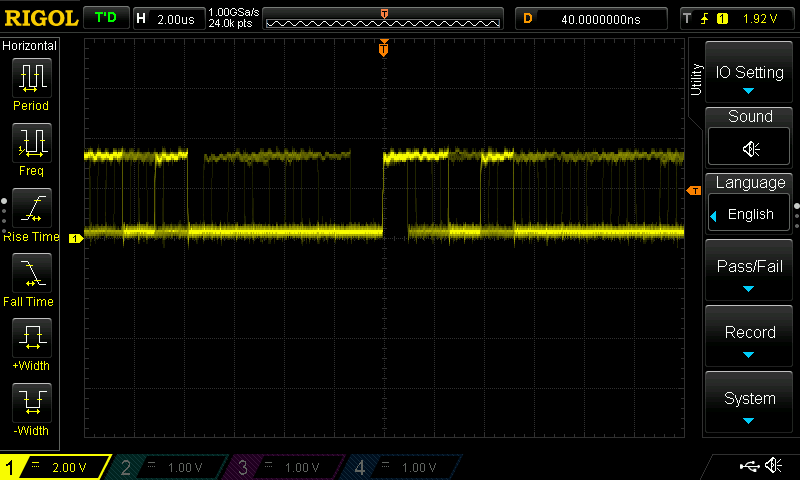 RIGOL T'D H 2.00us 1.00GSa/s 24.0k pts T D 40.0000000ns T 1 1.92 V
Horizontal
Period
Freq
Rise Time
Fall Time
+Width
-Width
T
T
1
Utility
IO Setting
Sound
Language
English
Pass/Fail
Record
System
1 2.00 V 2 1.00 V 3 1.00 V 4 1.00 V